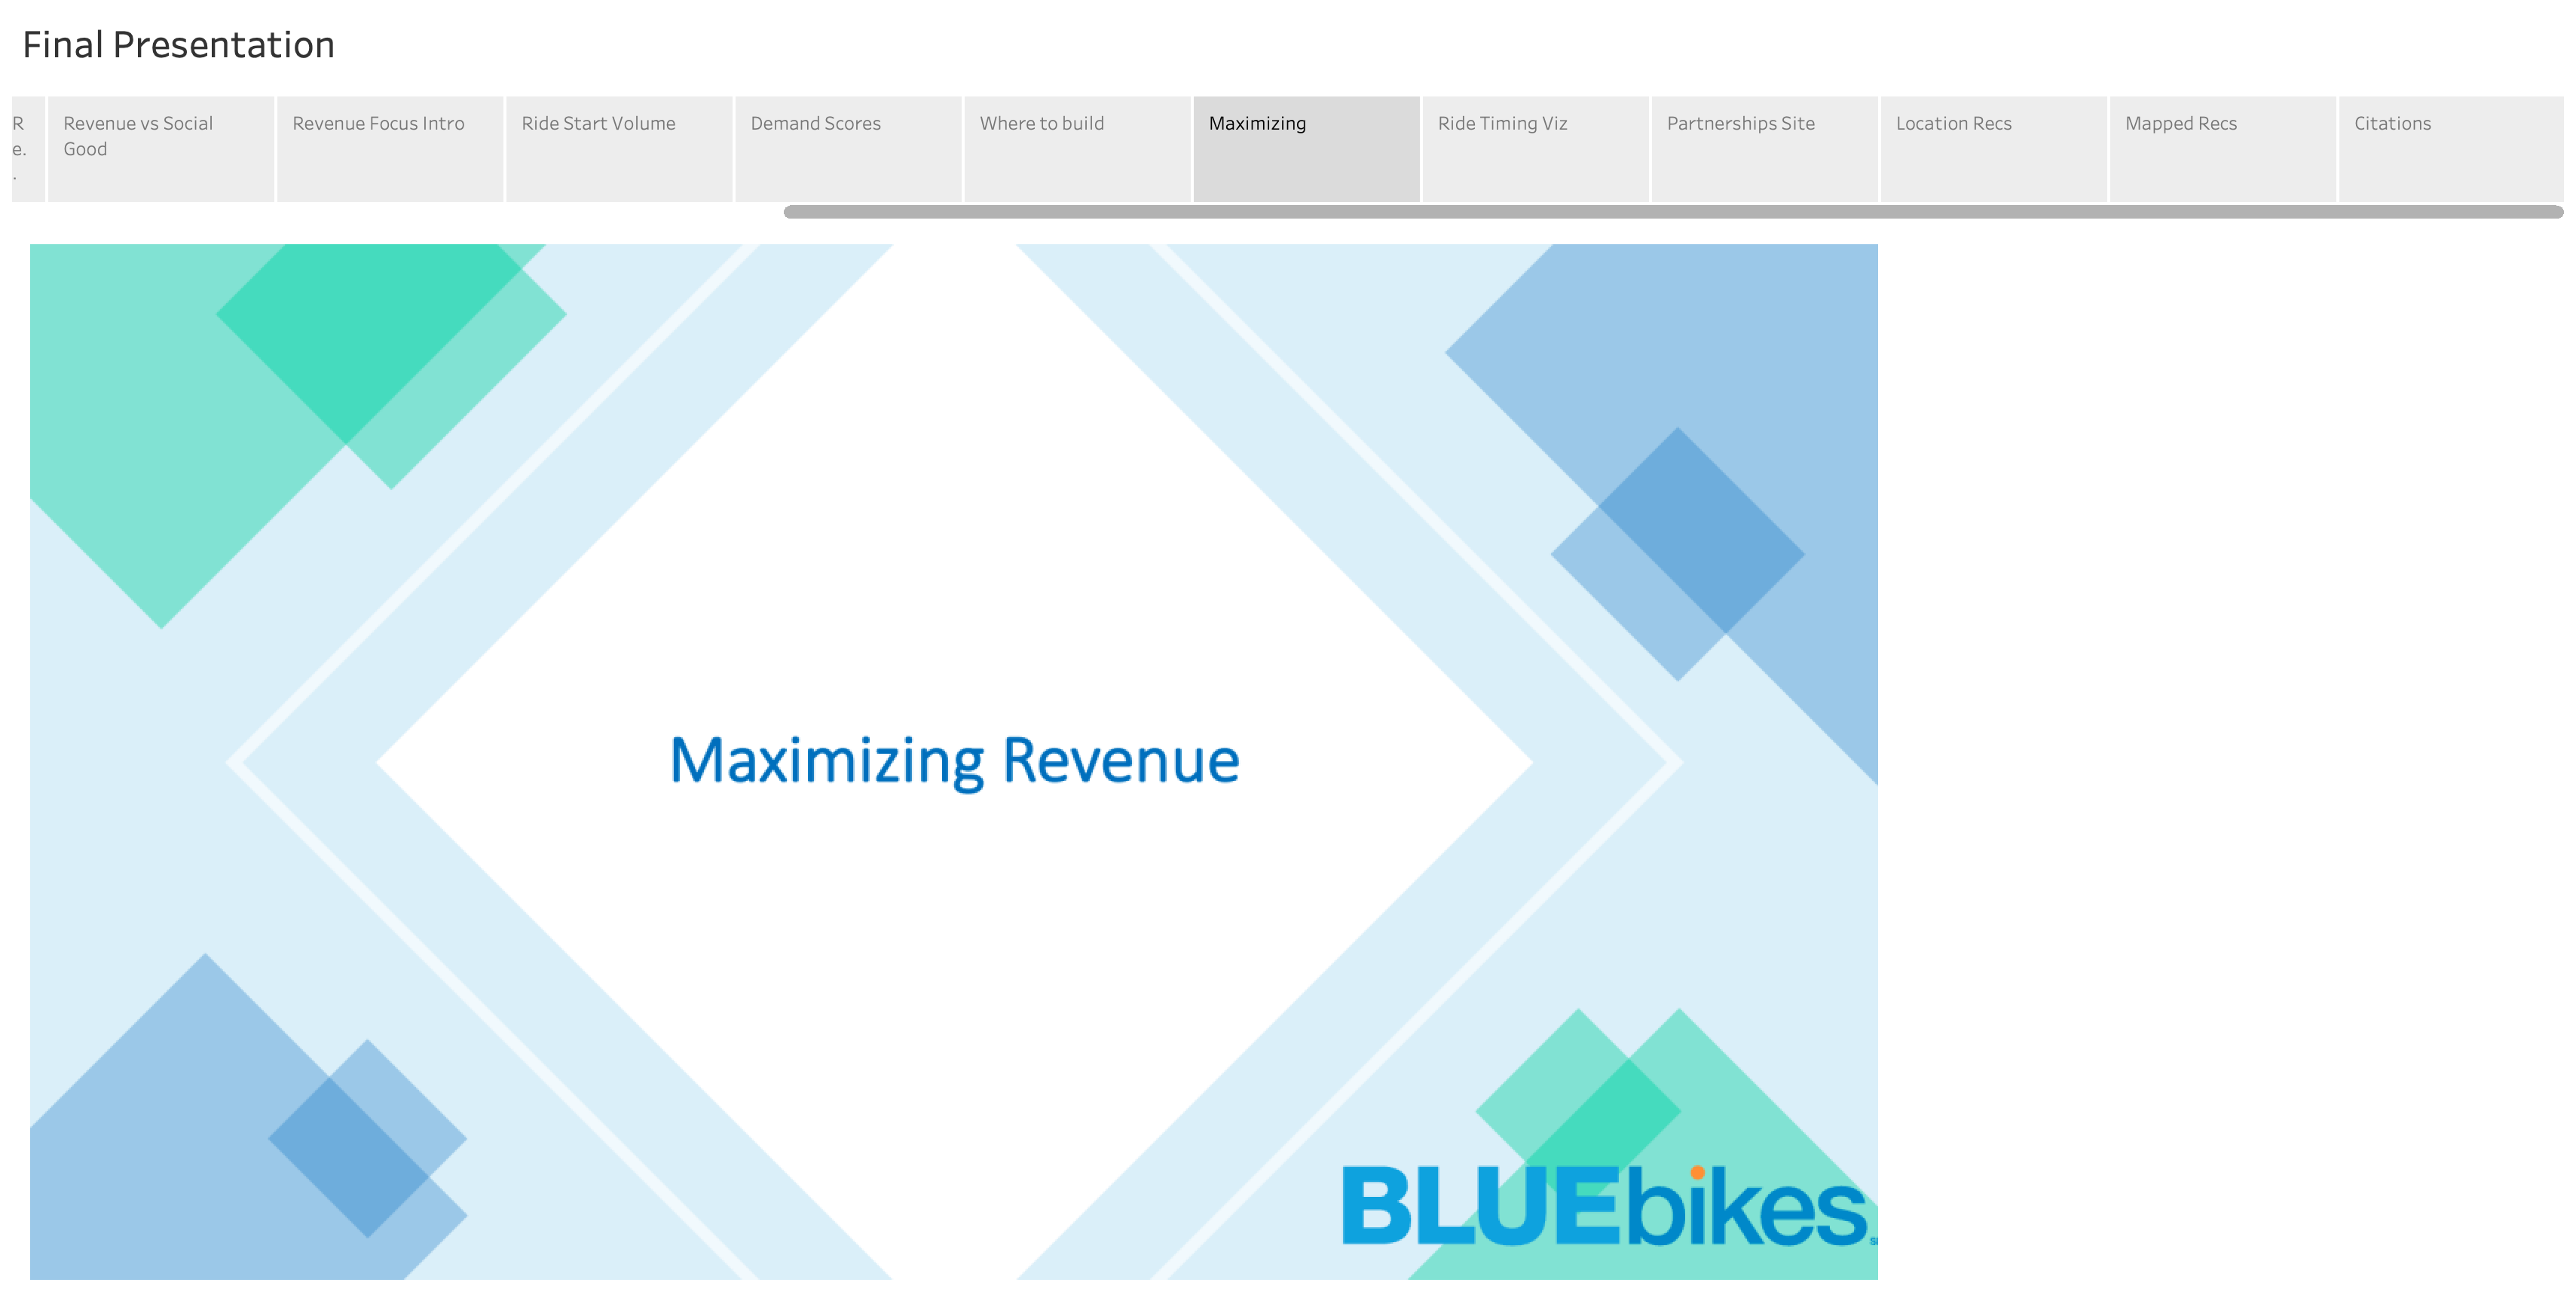 Final Presentation
R
e.
.
Revenue vs Social
Good
Revenue Focus Intro
Ride Start Volume
Demand Scores
Where to build
Maximizing
Ride Timing Viz
Partnerships Site
Location Recs
Mapped Recs
Citations
Maximizing Revenue
BLUEbikes